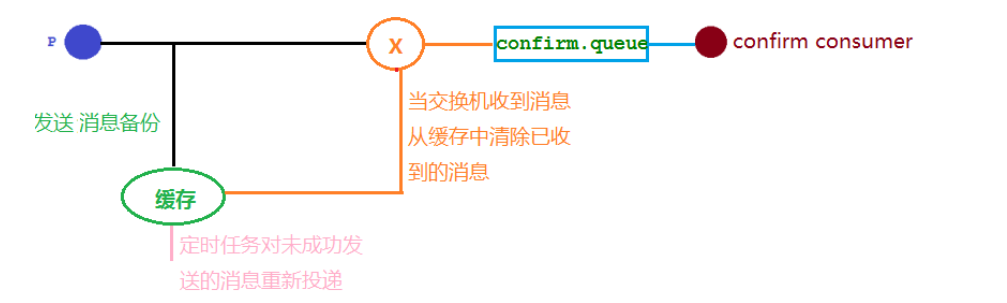 P
X
confirm.queue
confirm consumer
发送 消息备份
当交换机收到消息
从缓存中清除已收
到的消息
缓存
定时任务对未成功发
送的消息重新投递